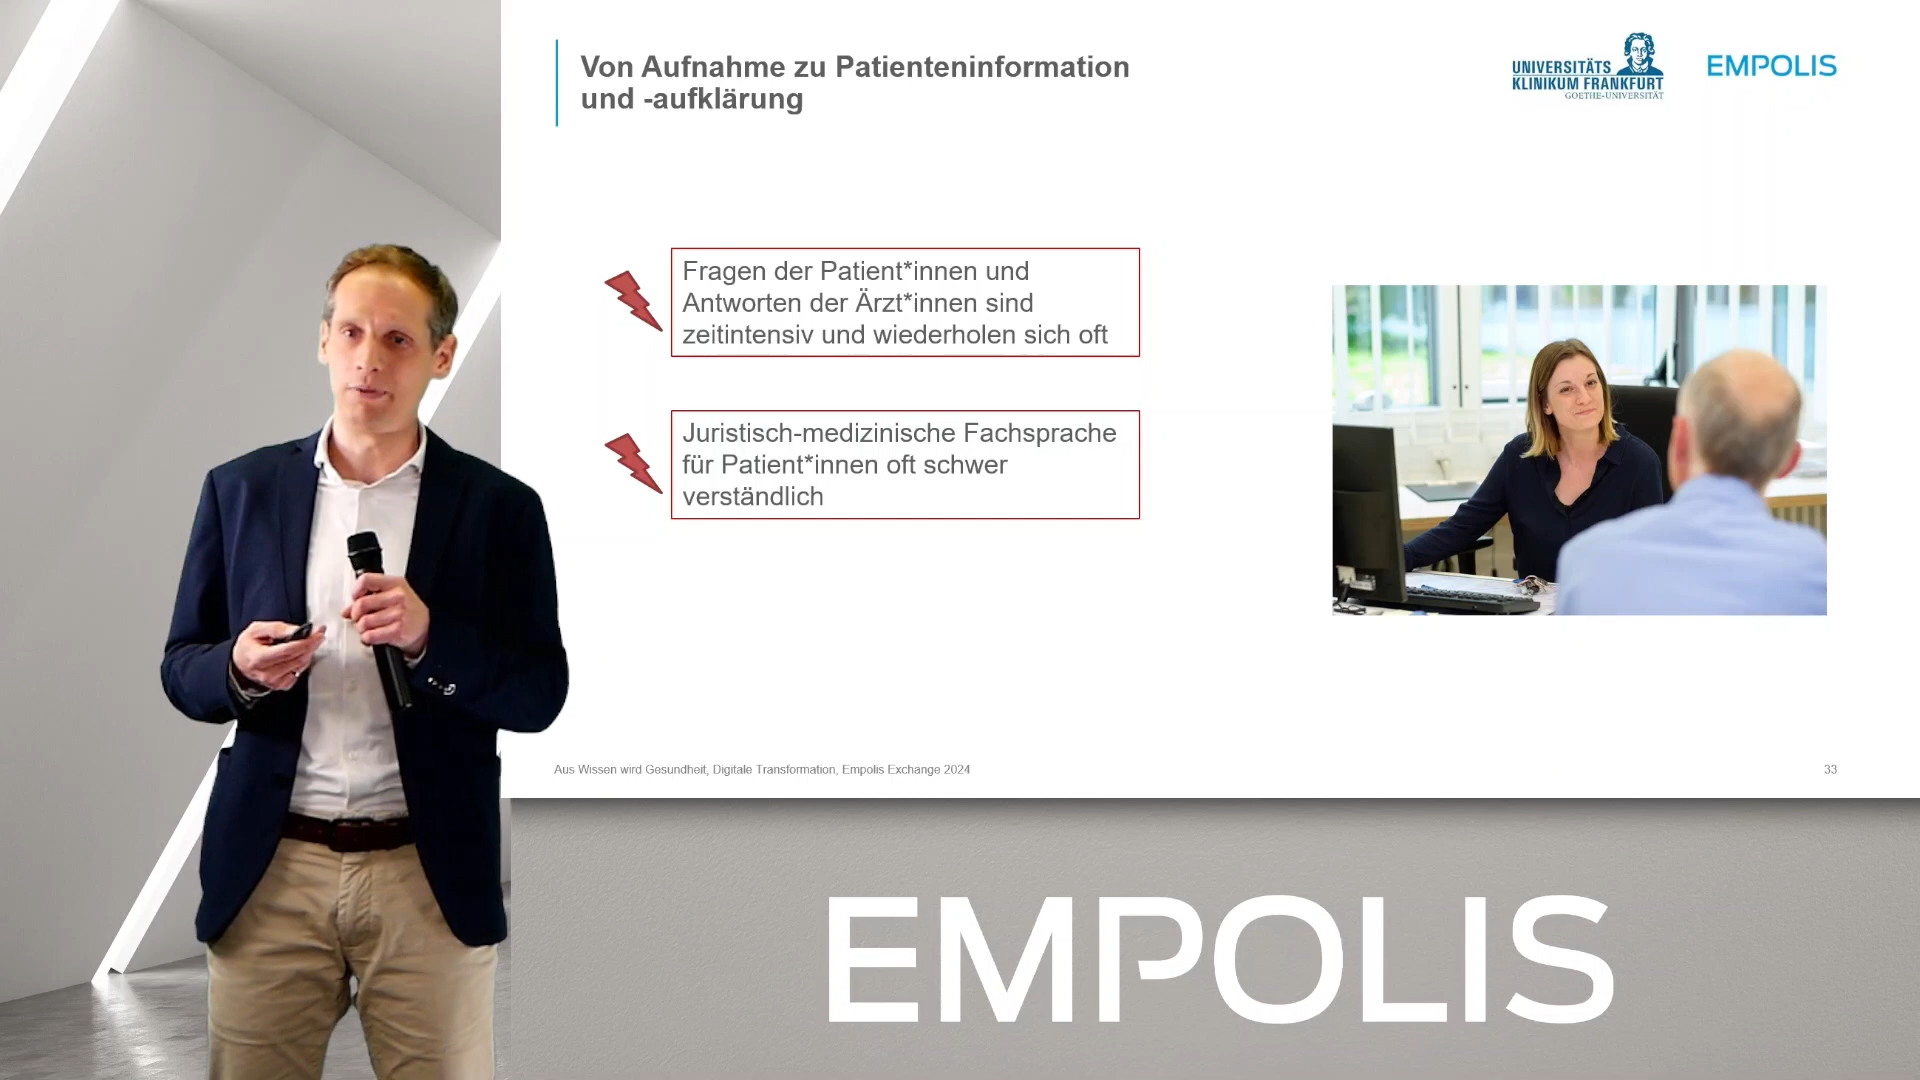 Von Aufnahme zu Patienteninformation
und -aufklärung
UNIVERSITÄTS
KLINIKUM FRANKFURT
GOETHE-UNIVERSITÄT
EMPOLIS
Fragen der Patient*innen und
Antworten der Ärzt*innen sind
zeitintensiv und wiederholen sich oft
Juristisch-medizinische Fachsprache
für Patient*innen oft schwer
verständlich
Aus Wissen wird Gesundheit, Digitale Transformation, Empolis Exchange 2024
33
EMPOLIS